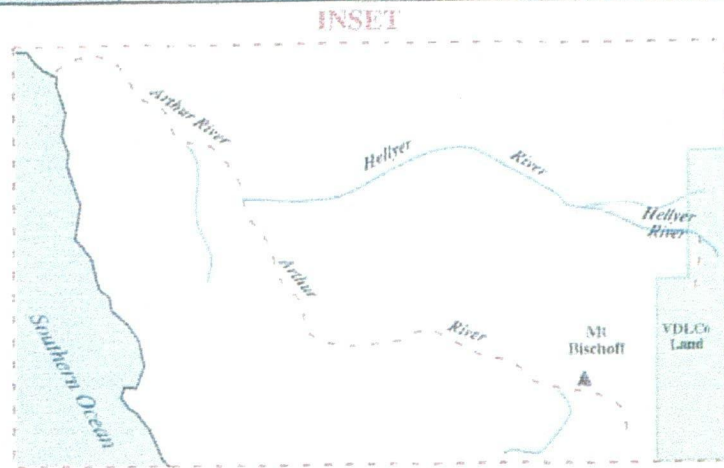 INSET
Arthur River
Hellyer
River
Hellyer
River
Arthur
River
Mt
Bischoff
VDLCo
Land
Southern Ocean